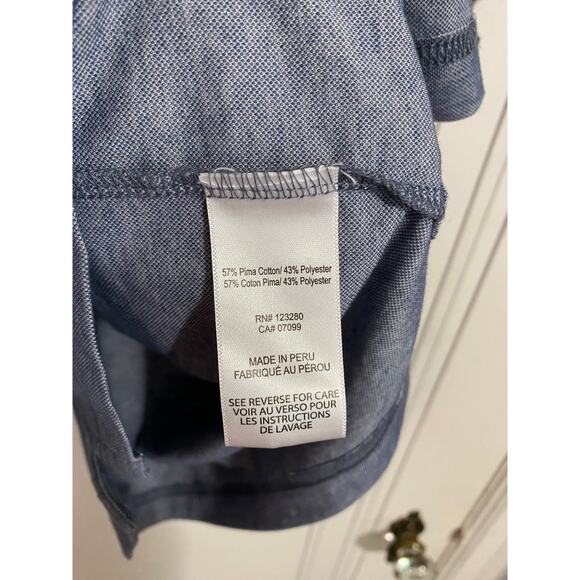 57% Pima Cotton/ 43% Polyester
57% Coton Pima/ 43% Polyester
RN# 123280
CA# 07099
MADE IN PERU
FABRIQUÉ AU PÉROU
SEE REVERSE FOR CARE
VOIR AU VERSO POUR
LES INSTRUCTIONS
DE LAVAGE